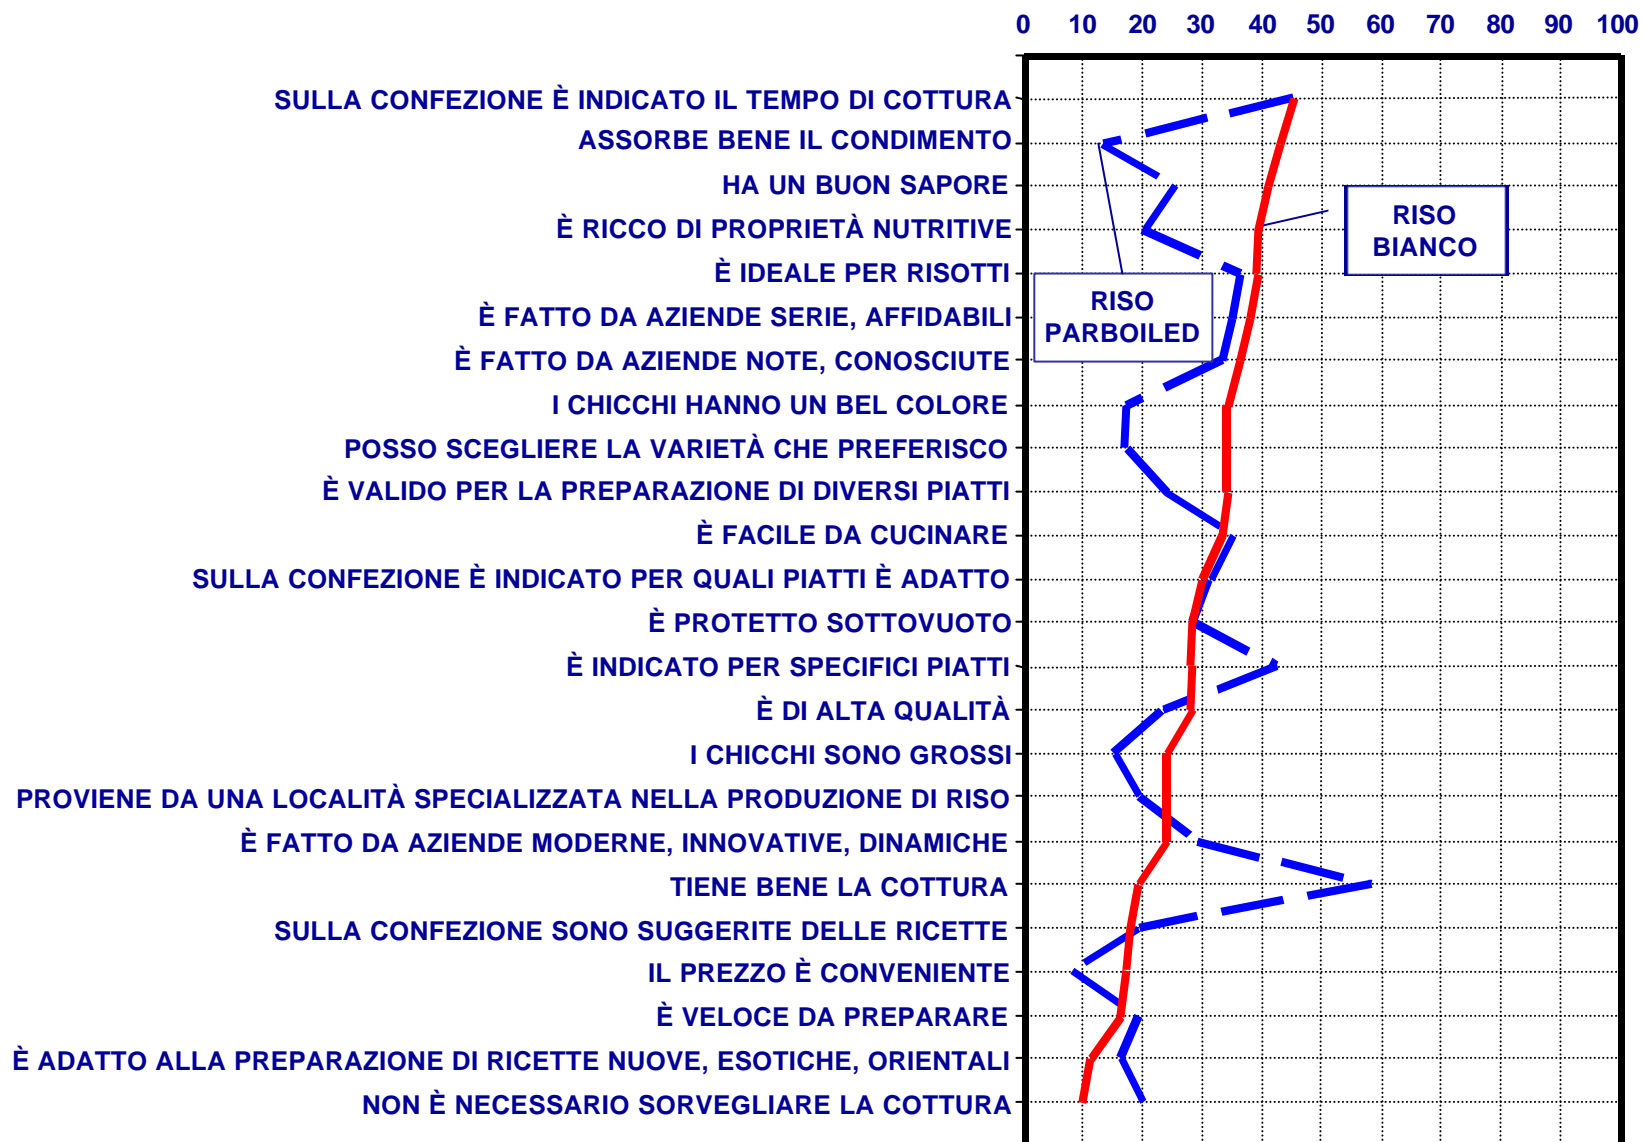 0 10 20 30 40 50 60 70 80 90 100
SULLA CONFEZIONE È INDICATO IL TEMPO DI COTTURA
ASSORBE BENE IL CONDIMENTO
HA UN BUON SAPORE
È RICCO DI PROPRIETÀ NUTRITIVE
È IDEALE PER RISOTTI
È FATTO DA AZIENDE SERIE, AFFIDABILI
È FATTO DA AZIENDE NOTE, CONOSCIUTE
I CHICCHI HANNO UN BEL COLORE
POSSO SCEGLIERE LA VARIETÀ CHE PREFERISCO
È VALIDO PER LA PREPARAZIONE DI DIVERSI PIATTI
È FACILE DA CUCINARE
SULLA CONFEZIONE È INDICATO PER QUALI PIATTI È ADATTO
È PROTETTO SOTTOVUOTO
È INDICATO PER SPECIFICI PIATTI
È DI ALTA QUALITÀ
I CHICCHI SONO GROSSI
PROVIENE DA UNA LOCALITÀ SPECIALIZZATA NELLA PRODUZIONE DI RISO
È FATTO DA AZIENDE MODERNE, INNOVATIVE, DINAMICHE
TIENE BENE LA COTTURA
SULLA CONFEZIONE SONO SUGGERITE DELLE RICETTE
IL PREZZO È CONVENIENTE
È VELOCE DA PREPARARE
È ADATTO ALLA PREPARAZIONE DI RICETTE NUOVE, ESOTICHE, ORIENTALI
NON È NECESSARIO SORVEGLIARE LA COTTURA
RISO
BIANCO
RISO
PARBOILED